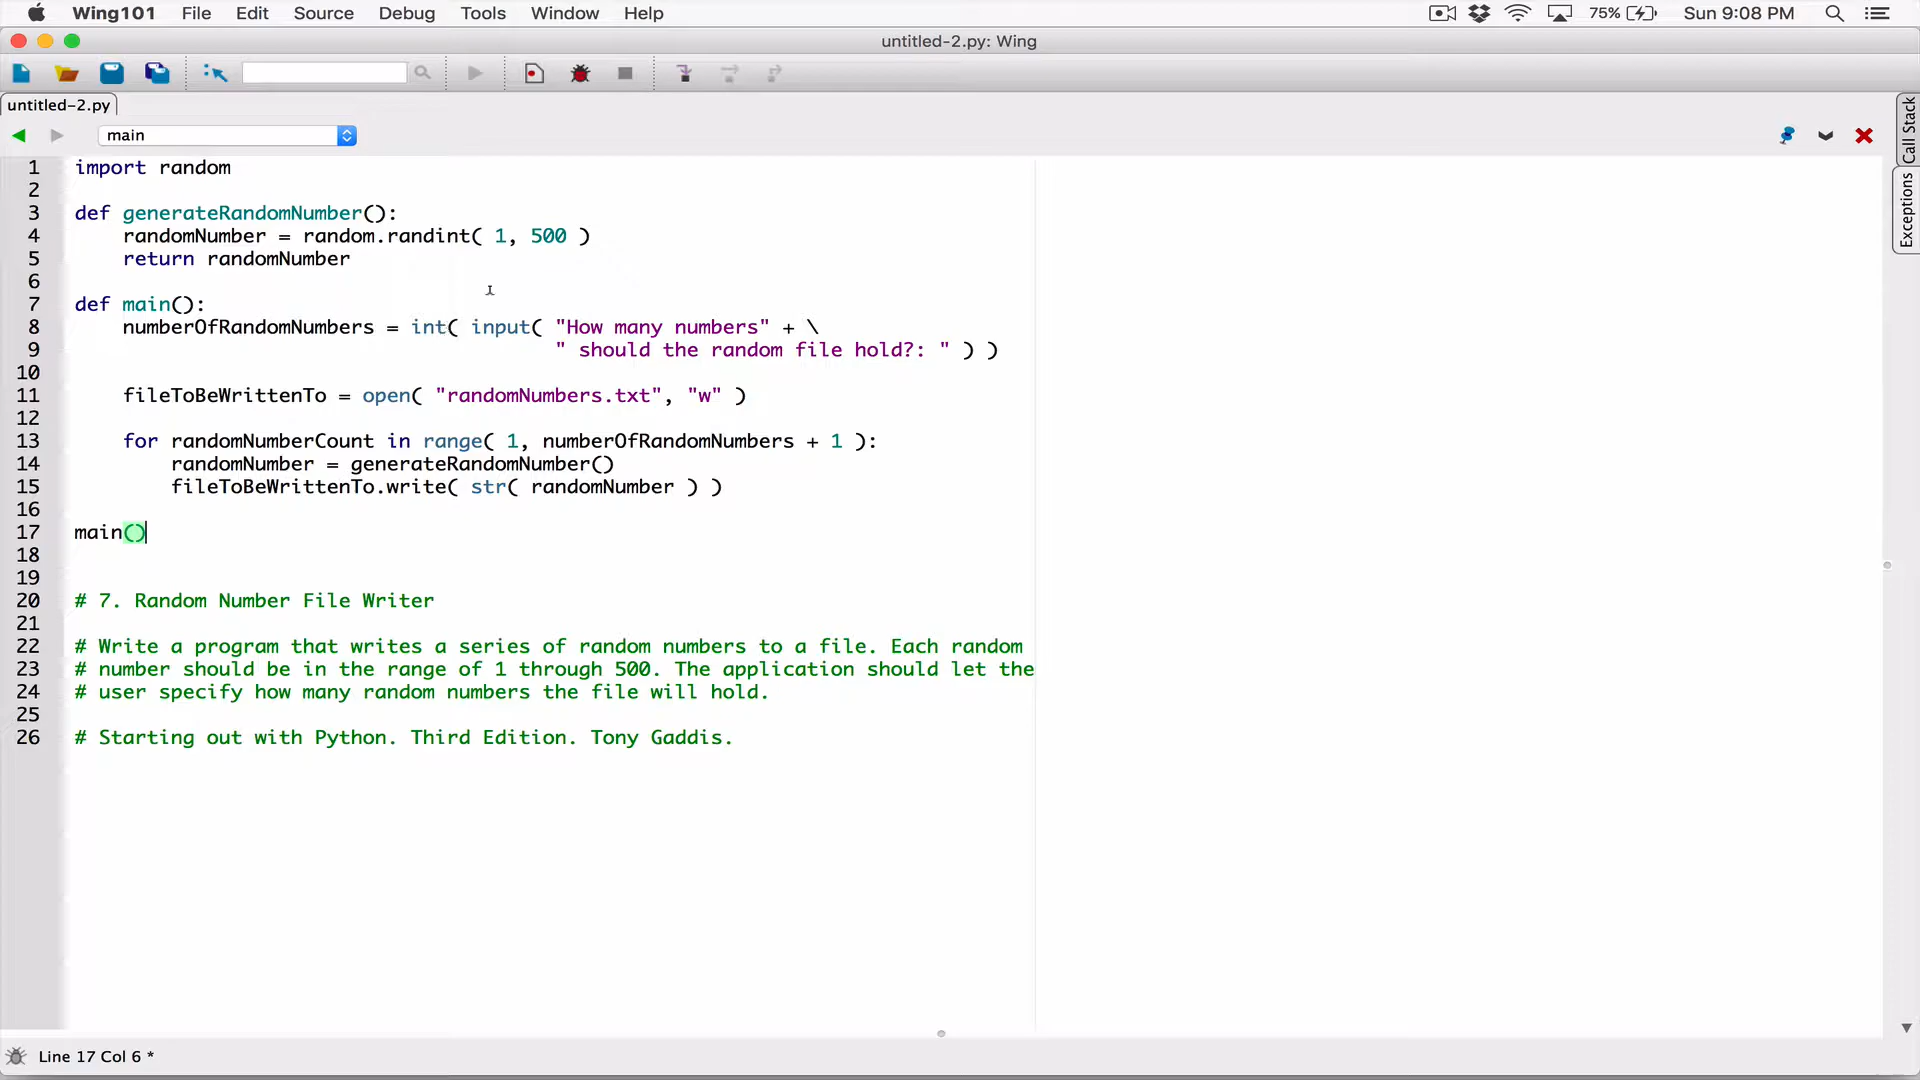 Wing101 File Edit Source Debug Tools Window Help 75% Sun 9:08 PM
untitled-2.py: Wing
untitled-2.py
main
Call Stack
Exceptions
1 import random
2
3 def generateRandomNumber():
4 randomNumber = random.randint( 1, 500 )
5 return randomNumber
6
7 def main():
8 numberOfRandomNumbers = int( input( "How many numbers" + \
9 " should the random file hold?: " ) )
10
11 fileToBeWrittenTo = open( "randomNumbers.txt", "w" )
12
13 for randomNumberCount in range( 1, numberOfRandomNumbers + 1 ):
14 randomNumber = generateRandomNumber()
15 fileToBeWrittenTo.write( str( randomNumber ) )
16
17 main()
18
19
20 # 7. Random Number File Writer
21
22 # Write a program that writes a series of random numbers to a file. Each random
23 # number should be in the range of 1 through 500. The application should let the
24 # user specify how many random numbers the file will hold.
25
26 # Starting out with Python. Third Edition. Tony Gaddis.
Line 17 Col 6 *